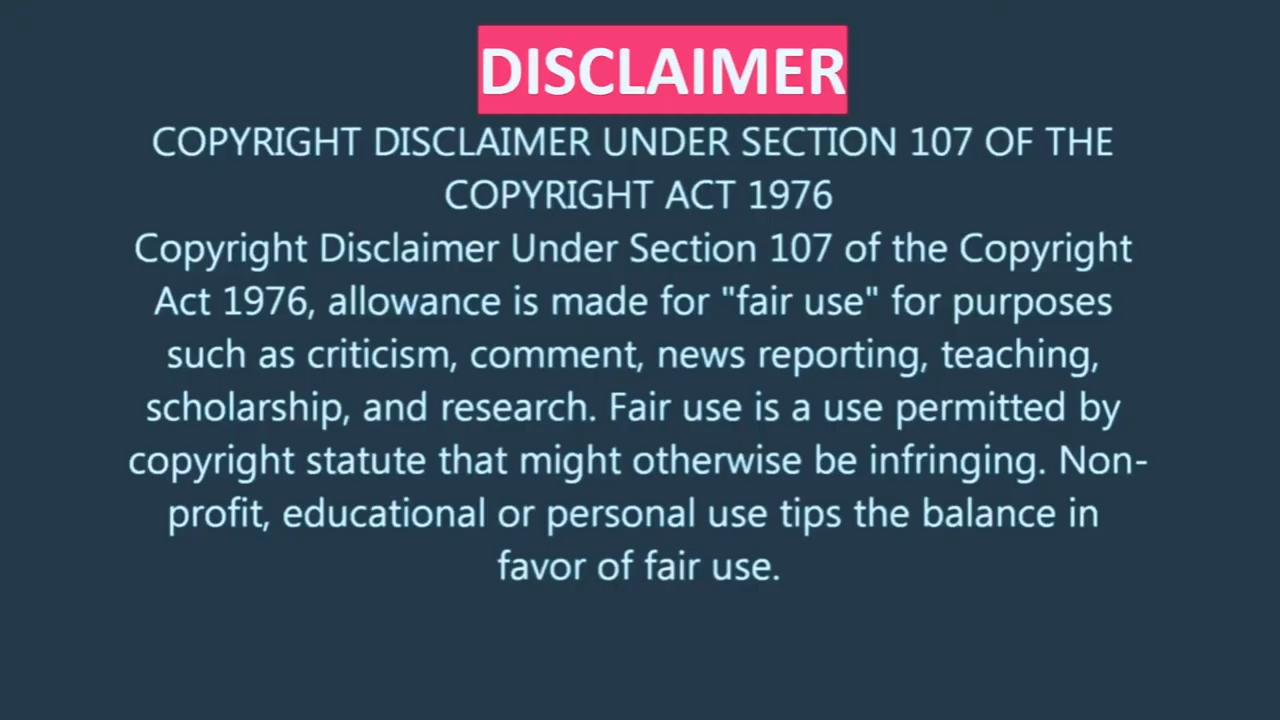 DISCLAIMER
COPYRIGHT DISCLAIMER UNDER SECTION 107 OF THE
COPYRIGHT ACT 1976
Copyright Disclaimer Under Section 107 of the Copyright
Act 1976, allowance is made for "fair use" for purposes
such as criticism, comment, news reporting, teaching,
scholarship, and research. Fair use is a use permitted by
copyright statute that might otherwise be infringing. Non-
profit, educational or personal use tips the balance in
favor of fair use.